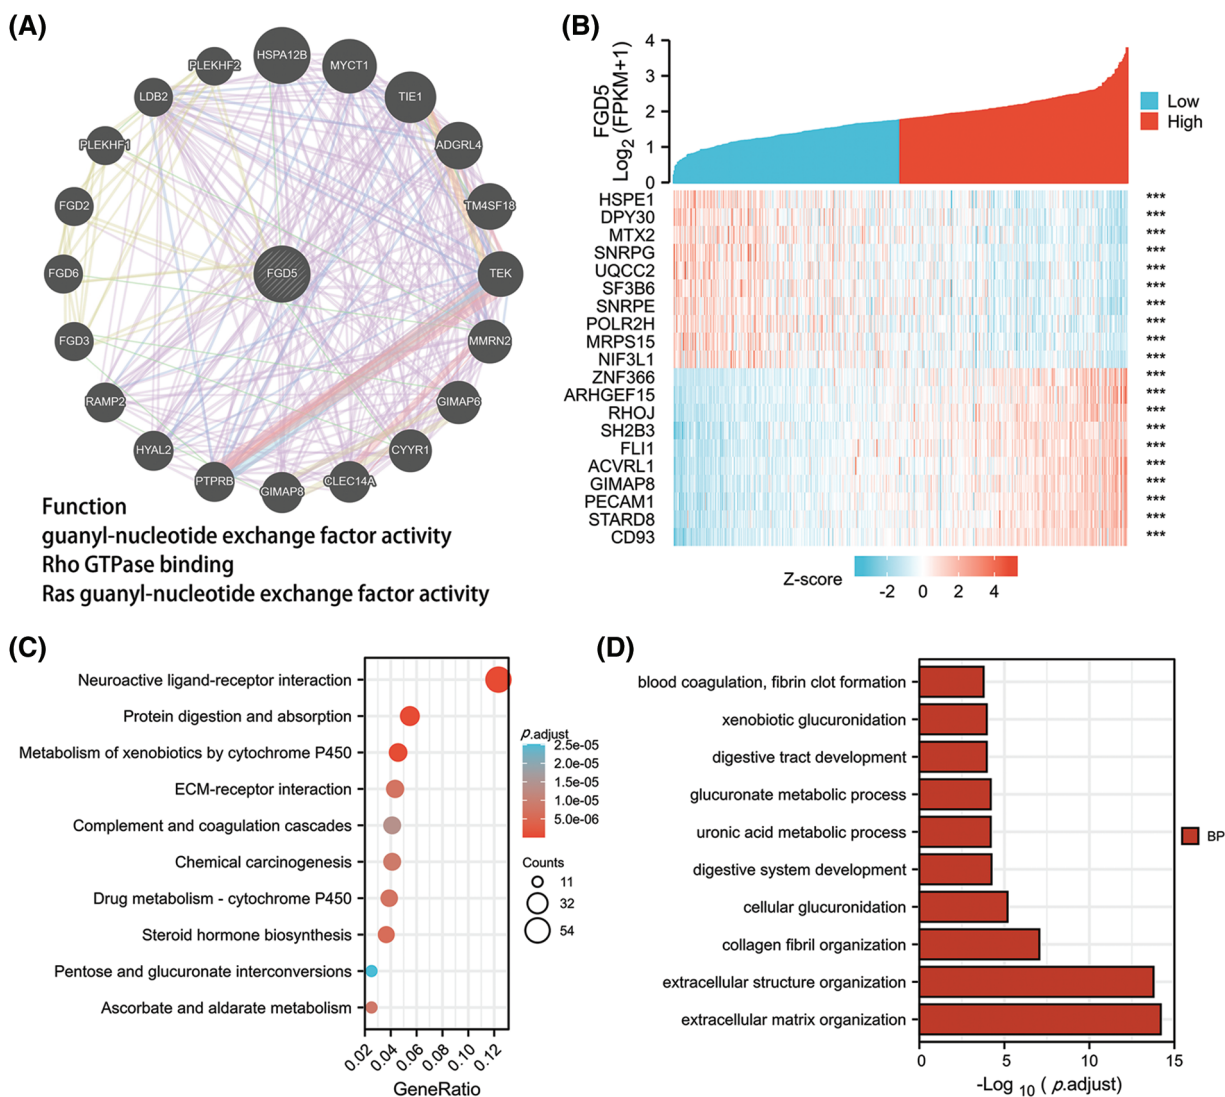 (A)
HSPA12B
MYCT1
TIE1
ADGRL4
TM4SF18
TEK
MMRN2
GIMAP6
CYYR1
CLEC14A
GIMAP8
PTPRB
HYAL2
RAMP2
FGD3
FGD6
FGD2
PLEKHF1
LDB2
PLEKHF2
FGD5
Function
guanyl-nucleotide exchange factor activity
Rho GTPase binding
Ras guanyl-nucleotide exchange factor activity
(B)
FGD5
Log2 (FPKM+1)
4
3
2
1
0
Low
High
HSPE1 ***
DPY30 ***
MTX2 ***
SNRPG ***
UQCC2 ***
SF3B6 ***
SNRPE ***
POLR2H ***
MRPS15 ***
NIF3L1 ***
ZNF366 ***
ARHGEF15 ***
RHOJ ***
SH2B3 ***
FLI1 ***
ACVRL1 ***
GIMAP8 ***
PECAM1 ***
STARD8 ***
CD93 ***
Z-score
-2 0 2 4
(C)
Neuroactive ligand-receptor interaction
Protein digestion and absorption
Metabolism of xenobiotics by cytochrome P450
ECM-receptor interaction
Complement and coagulation cascades
Chemical carcinogenesis
Drug metabolism - cytochrome P450
Steroid hormone biosynthesis
Pentose and glucuronate interconversions
Ascorbate and aldarate metabolism
0.02 0.04 0.06 0.08 0.10 0.12
GeneRatio
p.adjust
2.5e-05
2.0e-05
1.5e-05
1.0e-05
5.0e-06
Counts
11
32
54
(D)
blood coagulation, fibrin clot formation
xenobiotic glucuronidation
digestive tract development
glucuronate metabolic process
uronic acid metabolic process
digestive system development
cellular glucuronidation
collagen fibril organization
extracellular structure organization
extracellular matrix organization
0 5 10 15
-Log 10 ( p.adjust)
BP